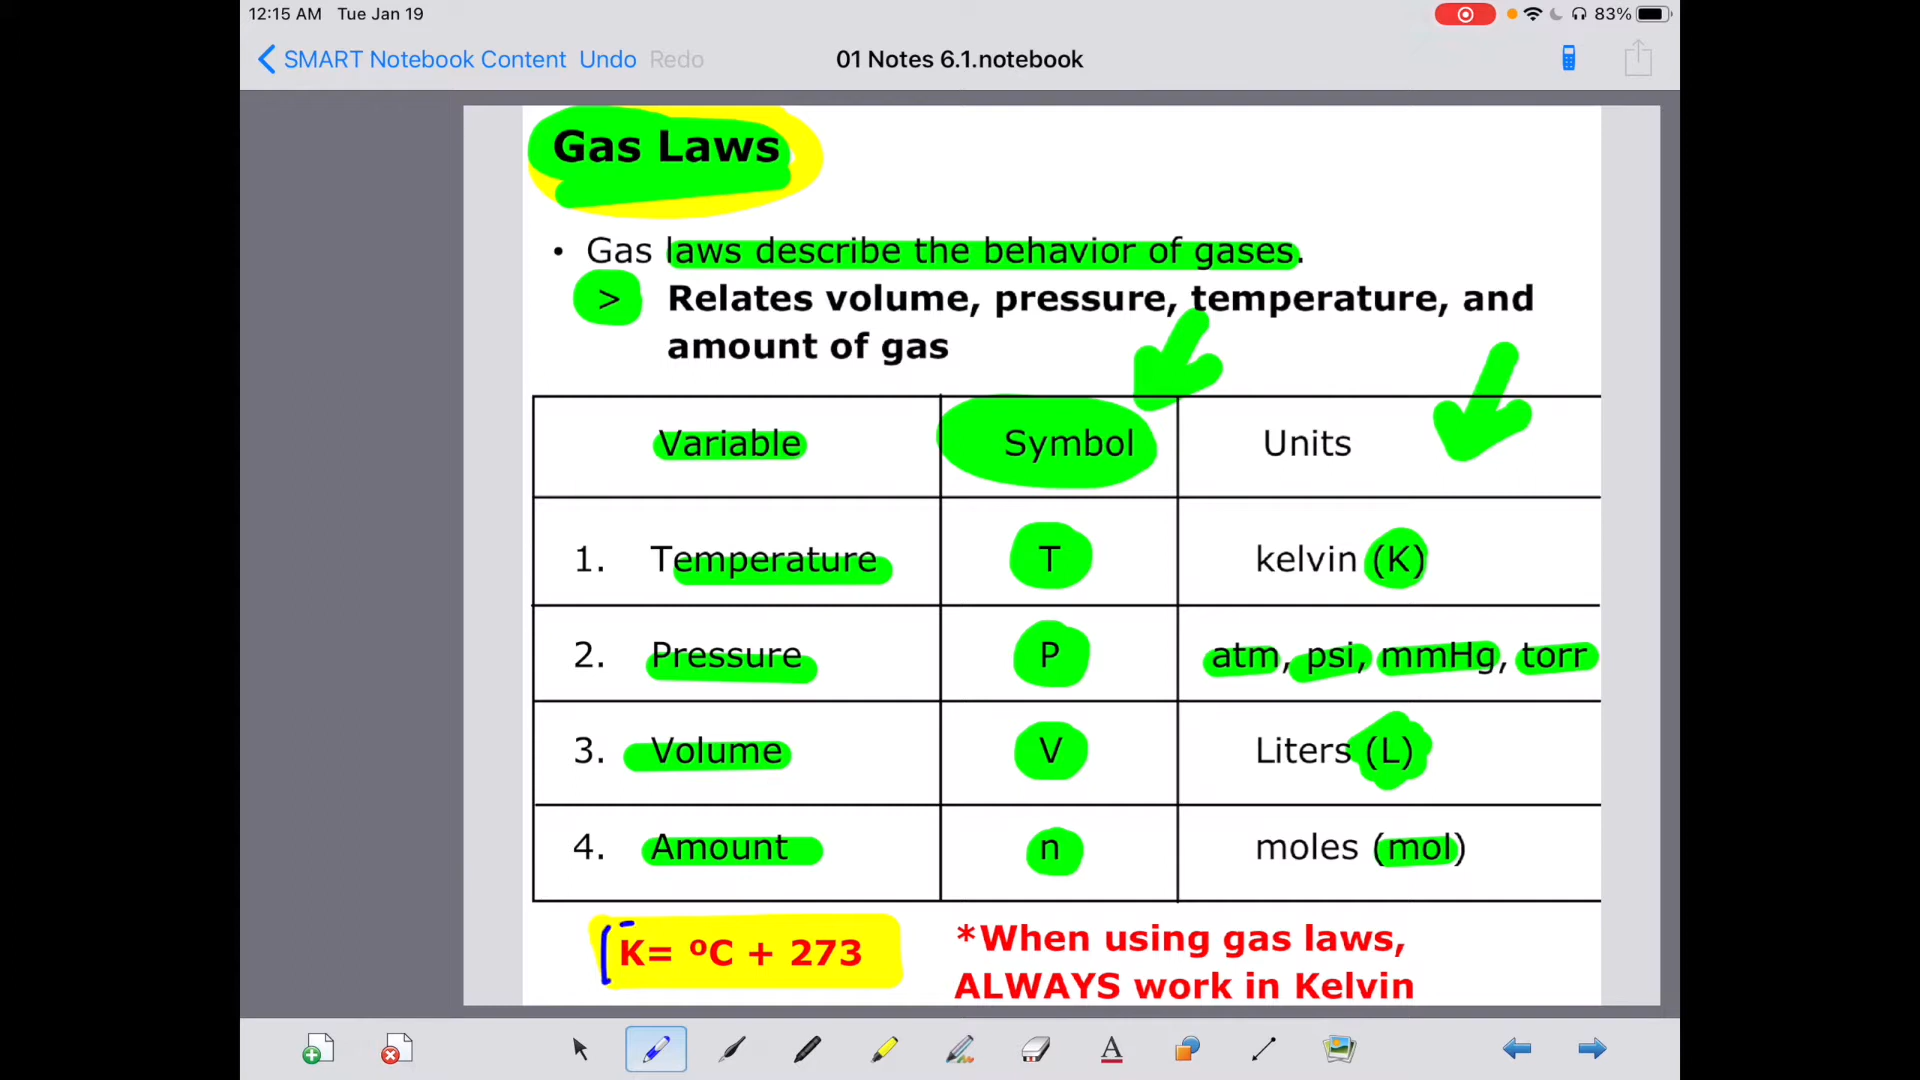 12:15 AM Tue Jan 19 83%
SMART Notebook Content Undo Redo 01 Notes 6.1.notebook
Gas Laws
• Gas laws describe the behavior of gases.
> Relates volume, pressure, temperature, and
amount of gas
Variable Symbol Units
1. Temperature T kelvin (K)
2. Pressure P atm, psi, mmHg, torr
3. Volume V Liters (L)
4. Amount n moles (mol)
K= ºC + 273
*When using gas laws,
ALWAYS work in Kelvin
A